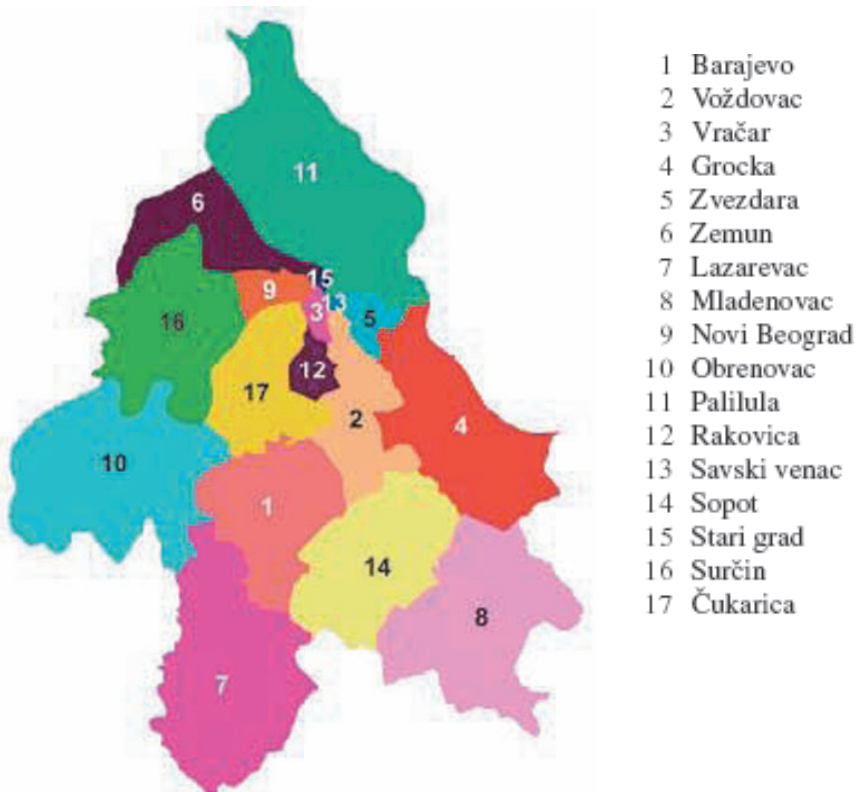 11
6
15
9
13
3
5
16
12
17
2
4
10
1
14
8
7
1 Barajevo
2 Voždovac
3 Vračar
4 Grocka
5 Zvezdara
6 Zemun
7 Lazarevac
8 Mladenovac
9 Novi Beograd
10 Obrenovac
11 Palilula
12 Rakovica
13 Savski venac
14 Sopot
15 Stari grad
16 Surčin
17 Čukarica